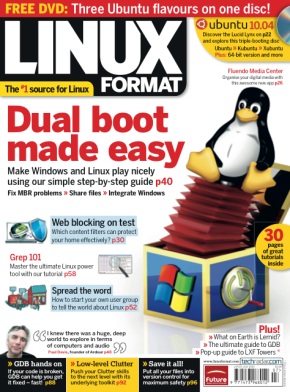 FREE DVD: Three Ubuntu flavours on one disc!
LINUX
FORMAT
The #1 source for Linux
ubuntu 10.04
Discover the Lucid Lynx on p22
and explore this triple-booting disc
Ubuntu » Kubuntu » Xubuntu
Plus: 64-bit version and more
Fluendo Media Center
Organise your digital media with
this awesome new app p26
Dual boot
made easy
Make Windows and Linux play nicely
using our simple step-by-step guide p40
Fix MBR problems » Share files » Integrate Windows
Web blocking on test
Which content filters can protect
your home effectively? p30
Grep 101
Master the ultimate Linux power
tool with our tutorial p58
Spread the word
How to start your own user group
and tell the world about Linux p52
30
pages
of great
tutorials
inside
I knew there was a huge, deep
world to explore in terms
of computers and audio
Paul Davis, founder of Ardour p48
Plus!
» What on Earth is Lernid?
» The ultimate guide to GDB
» Pop-up guide to LXF Towers
» GDB hands on
If your code is broken,
GDB can help you get
it fixed – fast! p88
» Low-level Clutter!
Push your Clutter skills
to the next level with its
underlying toolkit p92
» Save it all!
Put all your files into
version control for
maximum safety p96
www.linuxformat.com
techradar.com
Future